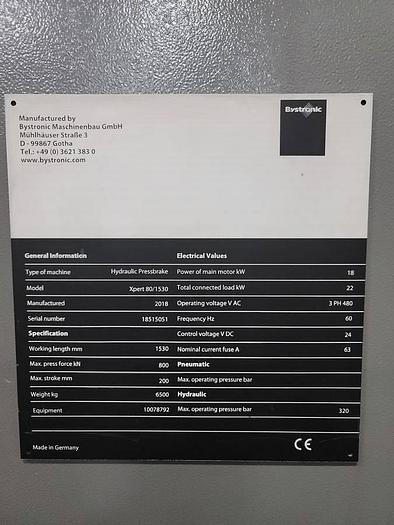 Manufactured by
Bystronic Maschinenbau GmbH
Mühlhäuser Straße 3
D - 99867 Gotha
Tel.: +49 (0) 3621 383 0
www.bystronic.com
Bystronic
General Information Electrical Values
Type of machine Hydraulic Pressbrake Power of main motor kW 18
Model Xpert 80/1530 Total connected load kW 22
Manufactured 2018 Operating voltage V AC 3 PH 480
Serial number 18515051 Frequency Hz 60
Specification Control voltage V DC 24
Working length mm 1530 Nominal current fuse A 63
Max. press force kN 800 Pneumatic
Max. stroke mm 200 Max. operating pressure bar
Weight kg 6500 Hydraulic
Equipment 10078792 Max. operating pressure bar 320
Made in Germany CE